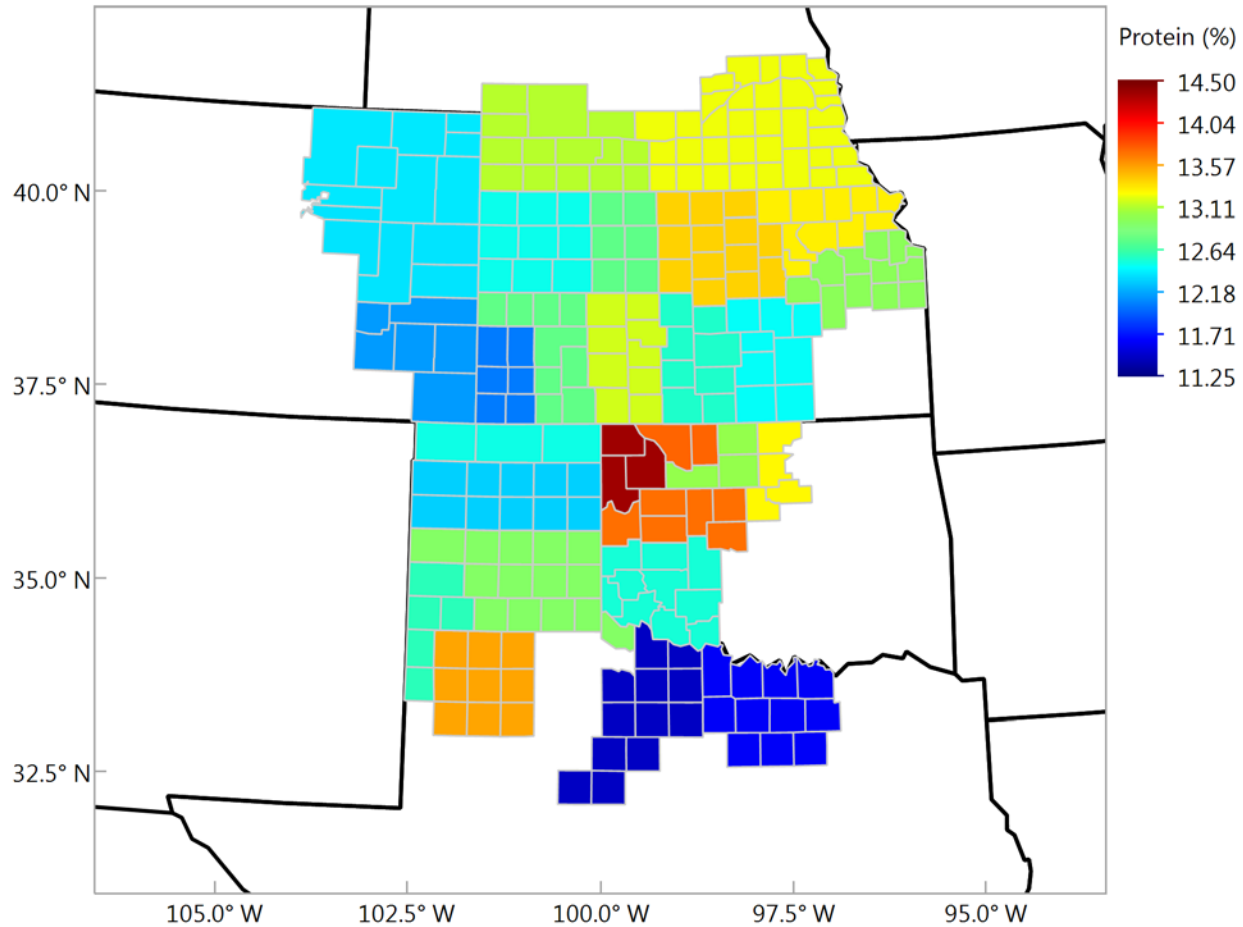 Protein (%)
14.50
14.04
13.57
13.11
12.64
12.18
11.71
11.25
40.0° N
37.5° N
35.0° N
32.5° N
105.0° W 102.5° W 100.0° W 97.5° W 95.0° W